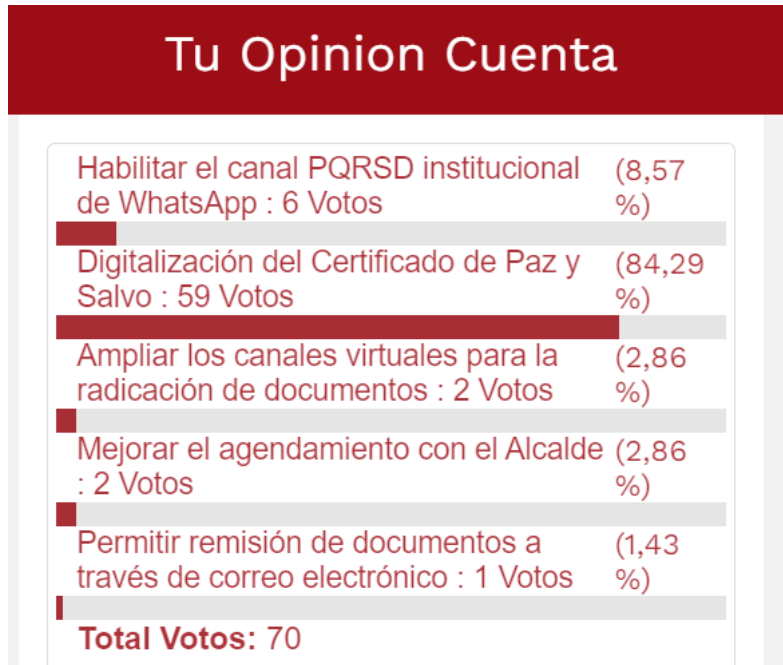 Tu Opinion Cuenta
Habilitar el canal PQRSD institucional (8,57
de WhatsApp : 6 Votos %)
Digitalización del Certificado de Paz y (84,29
Salvo : 59 Votos %)
Ampliar los canales virtuales para la (2,86
radicación de documentos : 2 Votos %)
Mejorar el agendamiento con el Alcalde (2,86
: 2 Votos %)
Permitir remisión de documentos a (1,43
través de correo electrónico : 1 Votos %)
Total Votos: 70